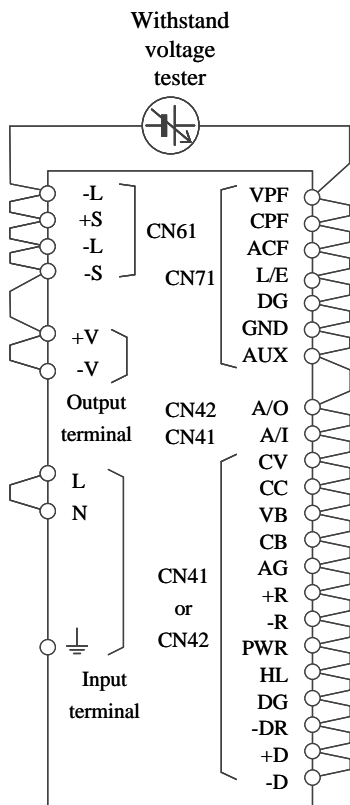 Withstand
voltage
tester
-L
+S
-L
-S
CN61
+V
-V
Output
terminal
L
N
Input
terminal
VPF
CPF
ACF
L/E
DG
GND
AUX
CN71
CN42 A/O
CN41 A/I
CV
CC
VB
CB
AG
+R
-R
PWR
HL
DG
-DR
+D
-D
CN41
or
CN42